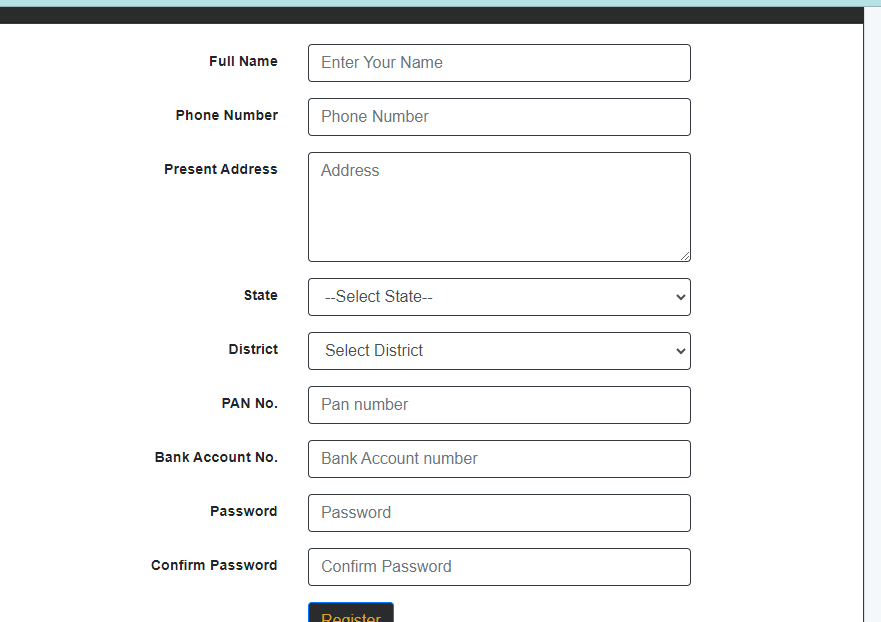 Full Name Enter Your Name
Phone Number Phone Number
Present Address Address
State --Select State--
District Select District
PAN No. Pan number
Bank Account No. Bank Account number
Password Password
Confirm Password Confirm Password
Register